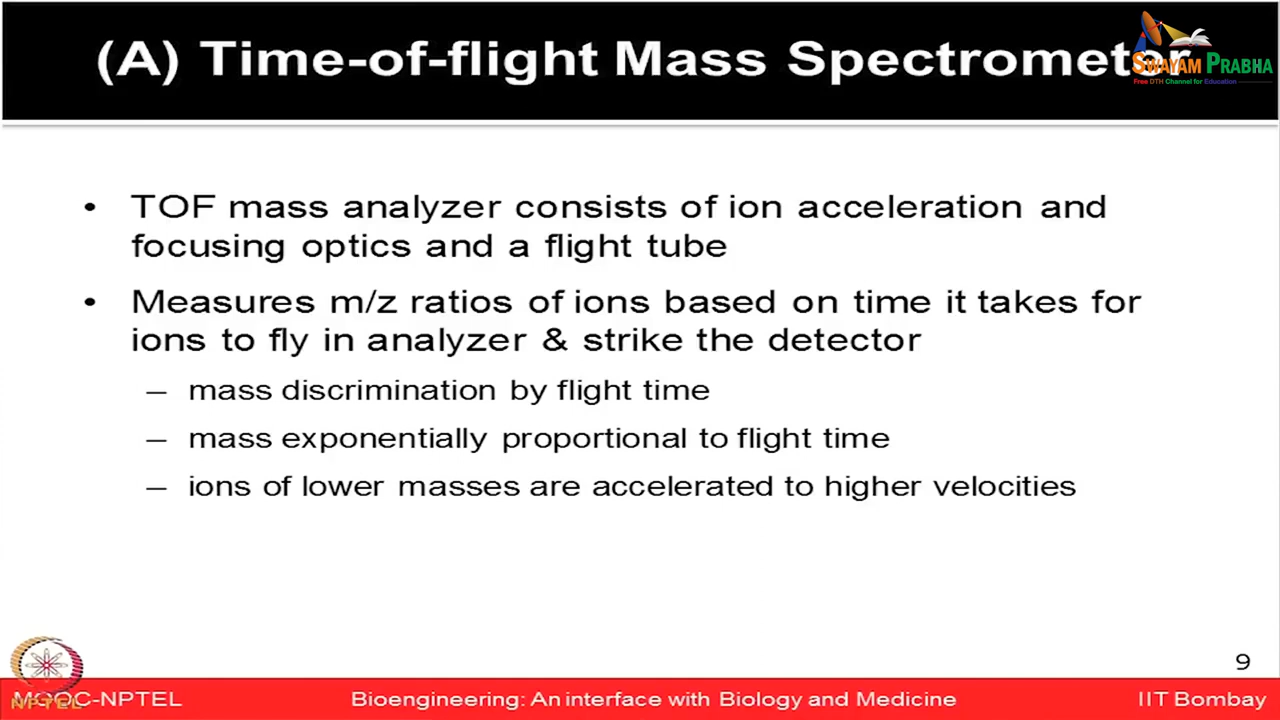 (A) Time-of-flight Mass Spectrometer
SWAYAM PRABHA
Free DTH Channel for Education
• TOF mass analyzer consists of ion acceleration and
focusing optics and a flight tube
• Measures m/z ratios of ions based on time it takes for
ions to fly in analyzer & strike the detector
– mass discrimination by flight time
– mass exponentially proportional to flight time
– ions of lower masses are accelerated to higher velocities
9
MOOC-NPTEL
NPTEL
Bioengineering: An interface with Biology and Medicine
IIT Bombay